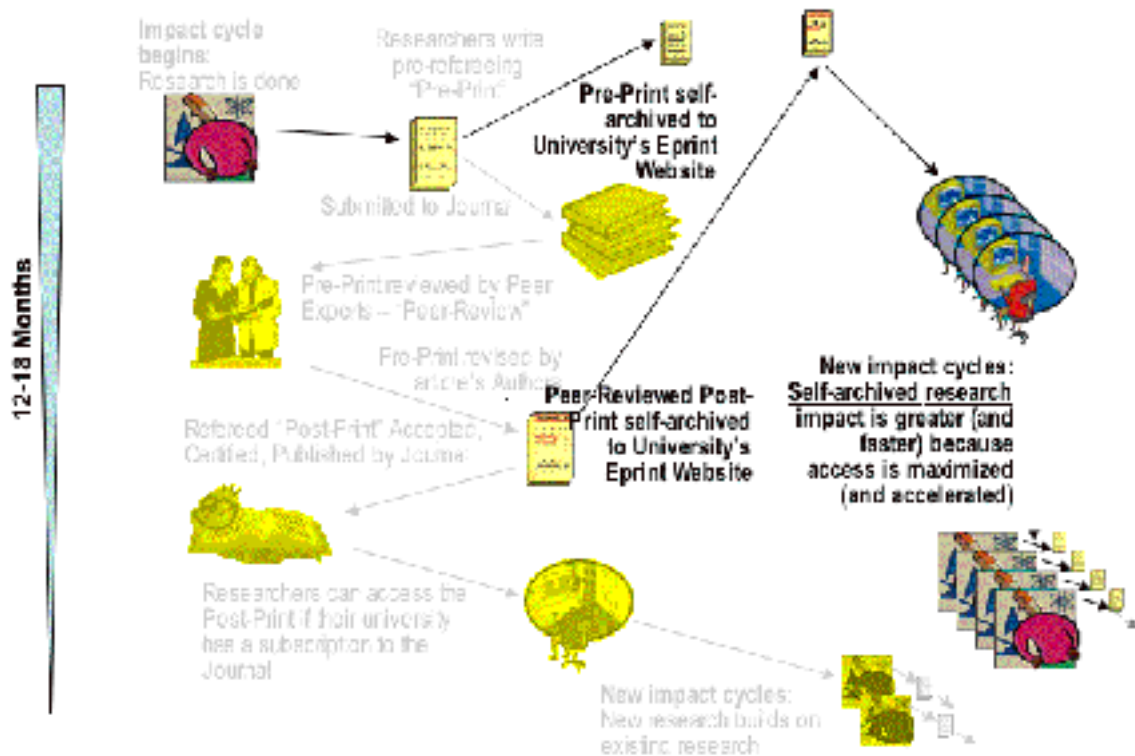 Impact cycle
begins:
Research is done
Researchers write
pre-refereeing
"Pre-Print"
Pre-Print self-
archived to
University's Eprint
Website
Submitted to Journal
12-18 Months
Pre-Print reviewed by Peer
Experts – "Peer-Review"
Pre-Print revised by
article's Authors
Refereed "Post-Print" Accepted,
Certified, Published by Journal
Peer-Reviewed Post-
Print self-archived
to University's
Eprint Website
New impact cycles:
Self-archived research
impact is greater (and
faster) because
access is maximized
(and accelerated)
Researchers can access the
Post-Print if their university
has a subscription to the
Journal
New impact cycles:
New research builds on
existing research